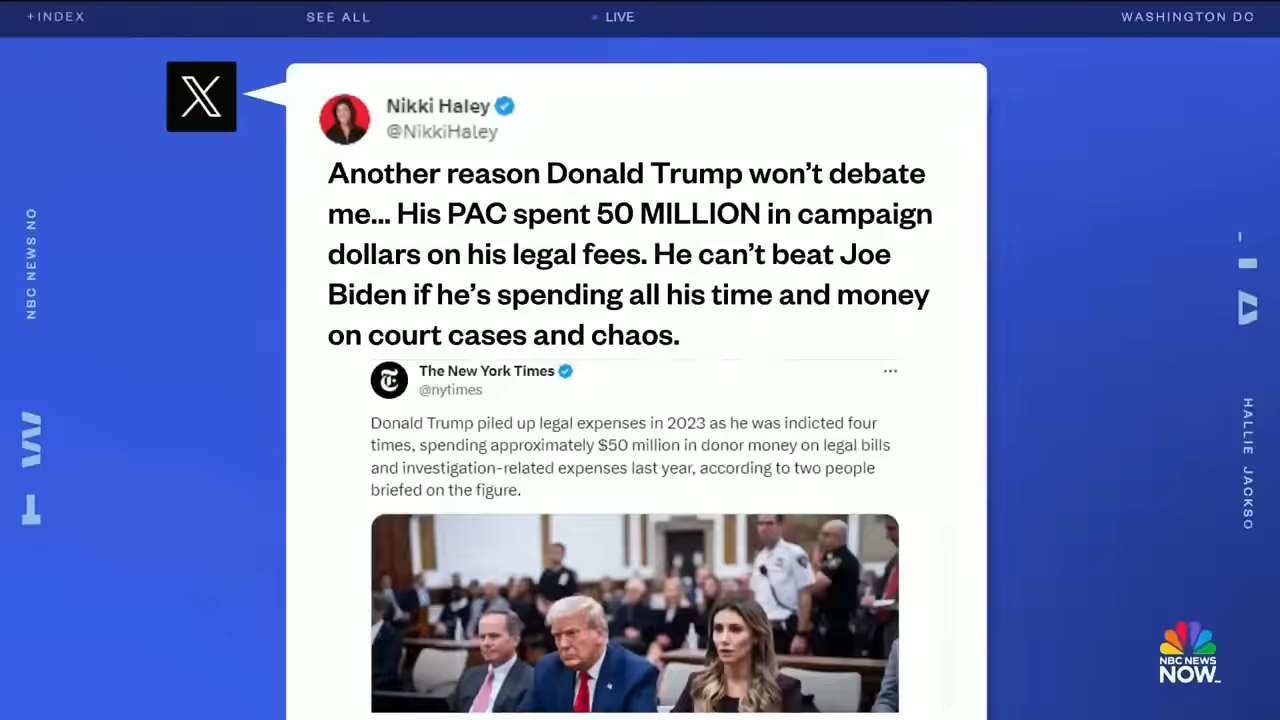 +INDEX
SEE ALL
LIVE
WASHINGTON DC
NBC NEWS NO
HALLIE JACKSO
Nikki Haley
@NikkiHaley
Another reason Donald Trump won’t debate
me... His PAC spent 50 MILLION in campaign
dollars on his legal fees. He can’t beat Joe
Biden if he’s spending all his time and money
on court cases and chaos.
The New York Times
@nytimes
Donald Trump piled up legal expenses in 2023 as he was indicted four
times, spending approximately $50 million in donor money on legal bills
and investigation-related expenses last year, according to two people
briefed on the figure.
NBC NEWS
NOW